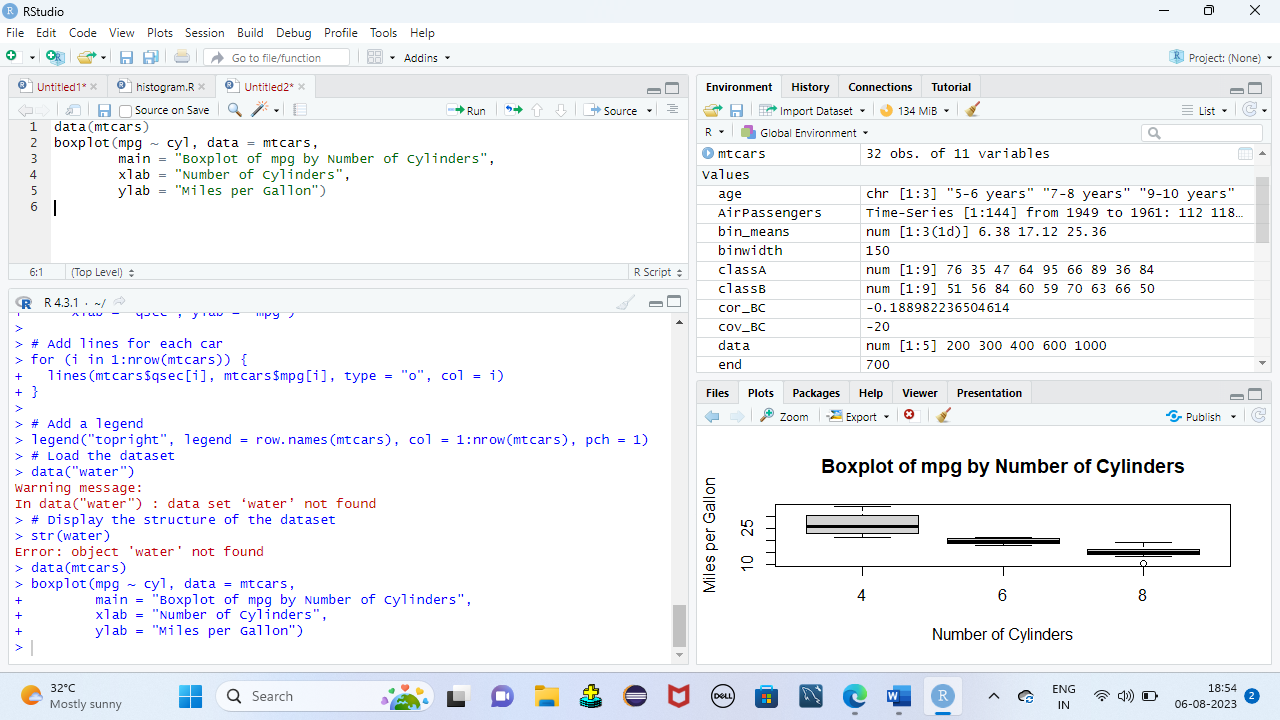 RStudio
File Edit Code View Plots Session Build Debug Profile Tools Help
Go to file/function Addins Project: (None)
Untitled1* histogram.R Untitled2*
Source on Save Run Source
1 data(mtcars)
2 boxplot(mpg ~ cyl, data = mtcars,
3 main = "Boxplot of mpg by Number of Cylinders",
4 xlab = "Number of Cylinders",
5 ylab = "Miles per Gallon")
6
6:1 (Top Level) R Script
R 4.3.1 · ~/
+ xlab = "qsec", ylab = "mpg")
>
> # Add lines for each car
> for (i in 1:nrow(mtcars)) {
+ lines(mtcars$qsec[i], mtcars$mpg[i], type = "o", col = i)
+ }
>
> # Add a legend
> legend("topright", legend = row.names(mtcars), col = 1:nrow(mtcars), pch = 1)
> # Load the dataset
> data("water")
Warning message:
In data("water") : data set ‘water’ not found
> # Display the structure of the dataset
> str(water)
Error: object 'water' not found
> data(mtcars)
> boxplot(mpg ~ cyl, data = mtcars,
+ main = "Boxplot of mpg by Number of Cylinders",
+ xlab = "Number of Cylinders",
+ ylab = "Miles per Gallon")
>
Environment History Connections Tutorial
Import Dataset 134 MiB List
R Global Environment
mtcars 32 obs. of 11 variables
Values
age chr [1:3] "5-6 years" "7-8 years" "9-10 years"
AirPassengers Time-Series [1:144] from 1949 to 1961: 112 118…
bin_means num [1:3(1d)] 6.38 17.12 25.36
binwidth 150
classA num [1:9] 76 35 47 64 95 66 89 36 84
classB num [1:9] 51 56 84 60 59 70 63 66 50
cor_BC -0.188982236504614
cov_BC -20
data num [1:5] 200 300 400 600 1000
end 700
Files Plots Packages Help Viewer Presentation
Zoom Export Publish
Boxplot of mpg by Number of Cylinders
Miles per Gallon
25
10
4 6 8
Number of Cylinders
32°C
Mostly sunny
Search
DELL
ENG
IN
18:54
06-08-2023
2